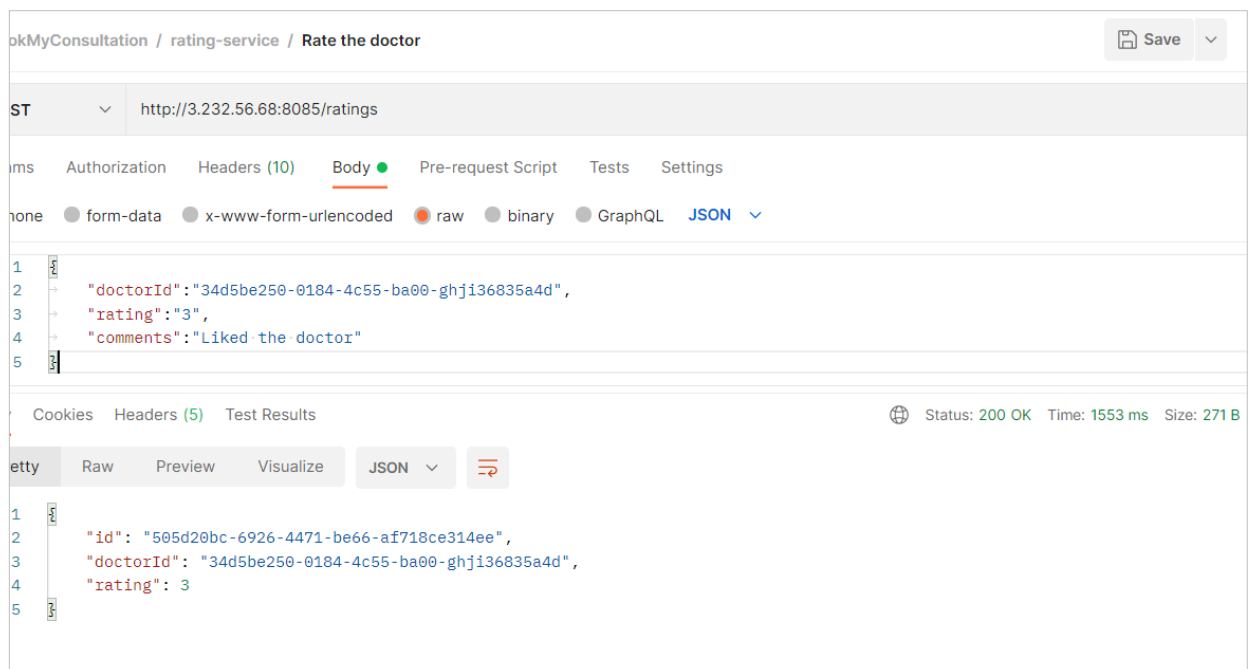 okMyConsultation / rating-service / Rate the doctor Save
ST http://3.232.56.68:8085/ratings
ams Authorization Headers (10) Body Pre-request Script Tests Settings
none form-data x-www-form-urlencoded raw binary GraphQL JSON
1 {
2 "doctorId":"34d5be250-0184-4c55-ba00-ghji36835a4d",
3 "rating":"3",
4 "comments":"Liked the doctor"
5 }
Cookies Headers (5) Test Results Status: 200 OK Time: 1553 ms Size: 271 B
etty Raw Preview Visualize JSON
1 {
2 "id": "505d20bc-6926-4471-be66-af718ce314ee",
3 "doctorId": "34d5be250-0184-4c55-ba00-ghji36835a4d",
4 "rating": 3
5 }